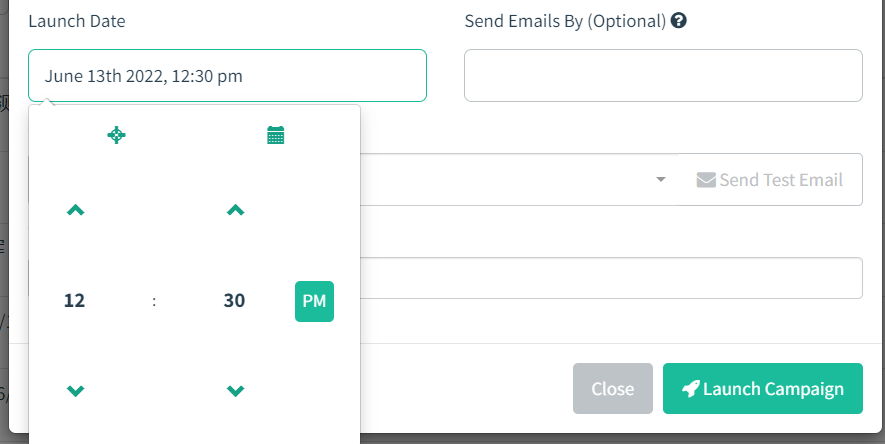 Launch Date
Send Emails By (Optional)
June 13th 2022, 12:30 pm
Send Test Email
12 : 30 PM
Close
Launch Campaign